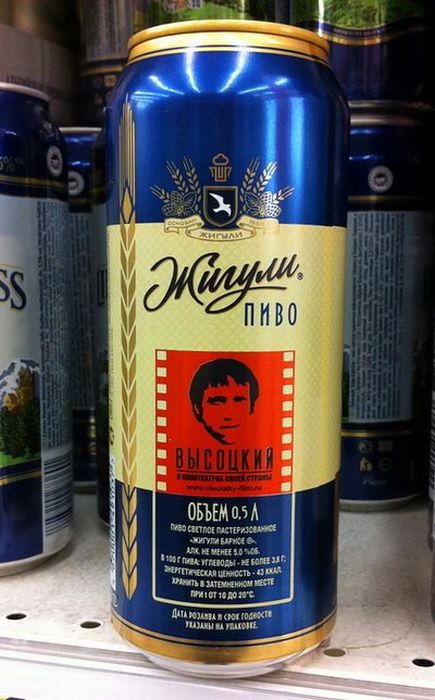 ЖИГУЛИ
Жигули®
ПИВО
ВЫСОЦКИЙ
В КИНОТЕАТРАХ СВОЕЙ СТРАНЫ
www.visotsky-film.ru
ОБЪЕМ 0,5 Л
ПИВО СВЕТЛОЕ ПАСТЕРИЗОВАННОЕ
«ЖИГУЛИ БАРНОЕ ®».
АЛК. НЕ МЕНЕЕ 5,0 %ОБ.
В 100 Г ПИВА: УГЛЕВОДЫ - НЕ БОЛЕЕ 3,8 Г;
ЭНЕРГЕТИЧЕСКАЯ ЦЕННОСТЬ - 43 ККАЛ.
ХРАНИТЬ В ЗАТЕМНЕННОМ МЕСТЕ
ПРИ t ОТ 10 ДО 20°С.
ДАТА РОЗЛИВА И СРОК ГОДНОСТИ
УКАЗАНЫ НА УПАКОВКЕ.